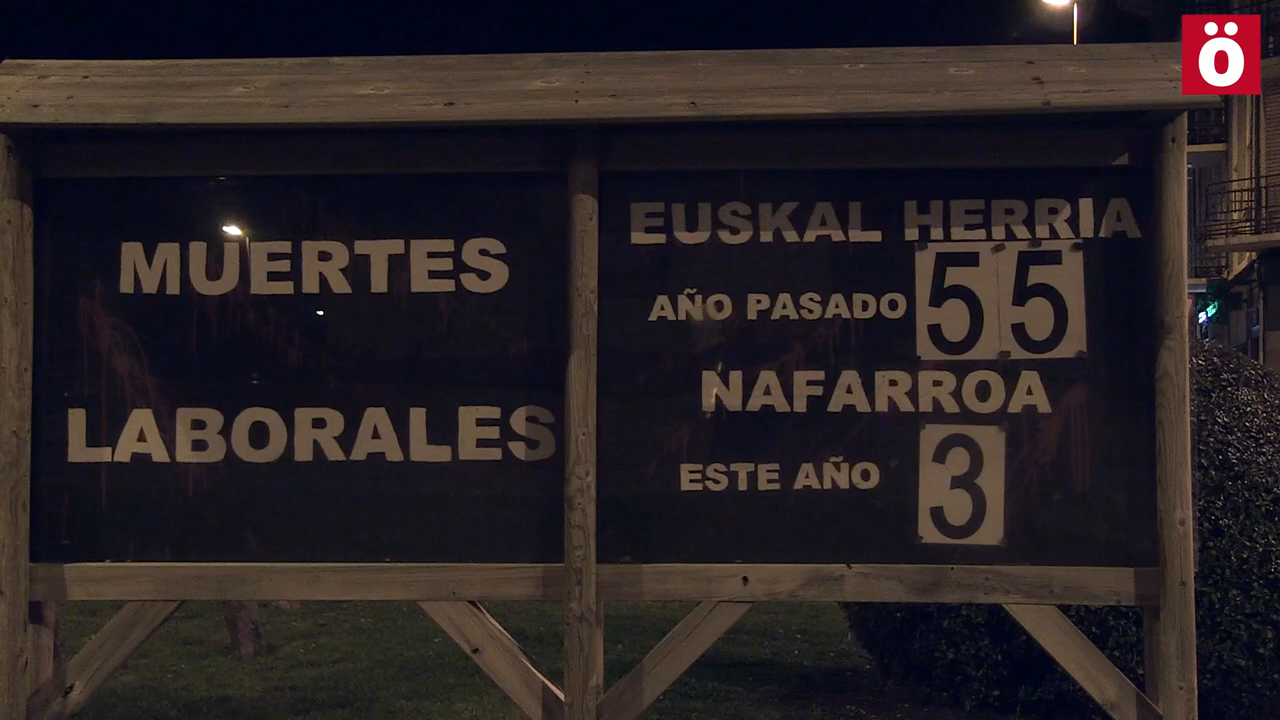 MUERTES
LABORALES
EUSKAL HERRIA
AÑO PASADO 55
NAFARROA
ESTE AÑO 3
ö